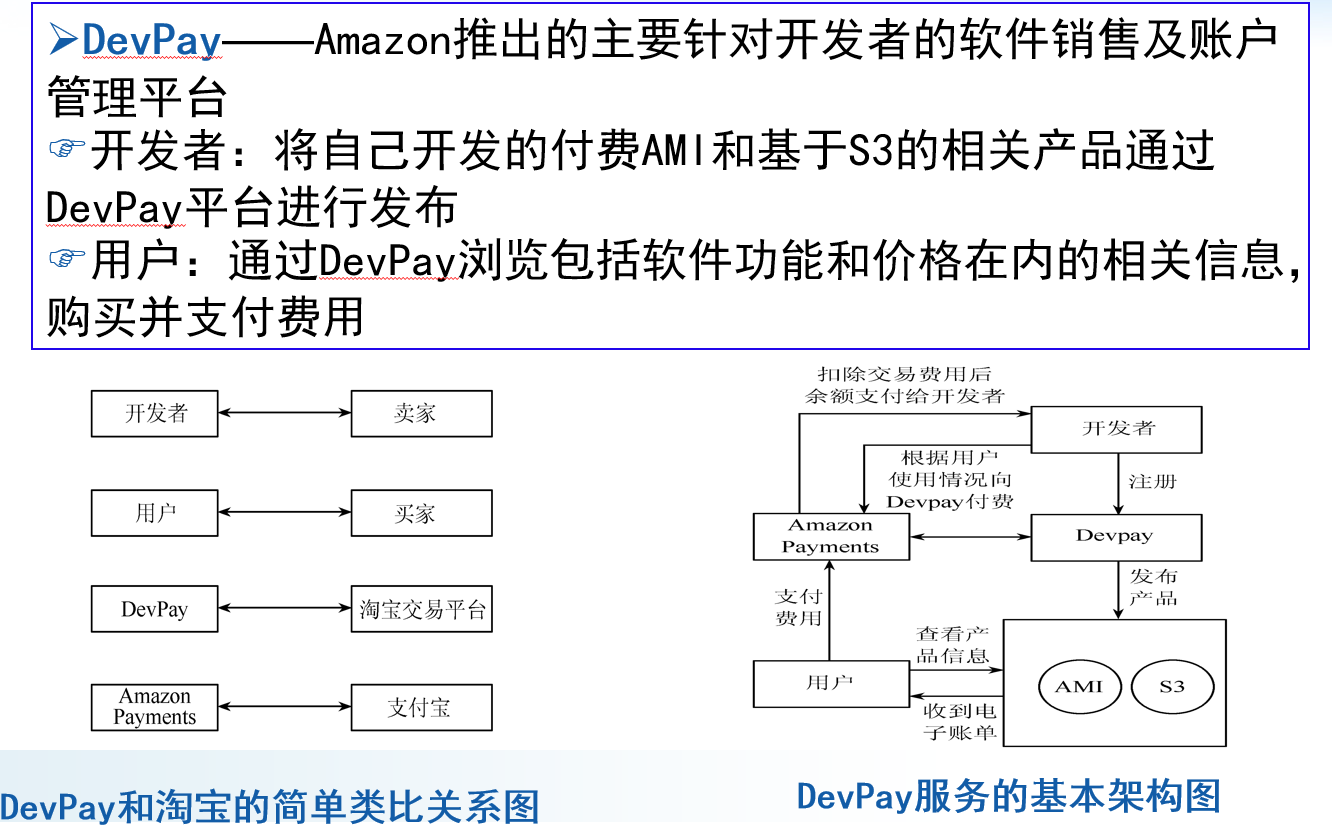 ➢DevPay——Amazon推出的主要针对开发者的软件销售及账户
管理平台
☞开发者：将自己开发的付费AMI和基于S3的相关产品通过
DevPay平台进行发布
☞用户：通过DevPay浏览包括软件功能和价格在内的相关信息，
购买并支付费用
开发者
卖家
用户
买家
DevPay
淘宝交易平台
Amazon
Payments
支付宝
DevPay和淘宝的简单类比关系图
扣除交易费用后
余额支付给开发者
开发者
根据用户
使用情况向
Devpay付费
注册
Amazon
Payments
Devpay
发布
产品
支付
费用
查看产
品信息
用户
AMI
S3
收到电
子账单
DevPay服务的基本架构图